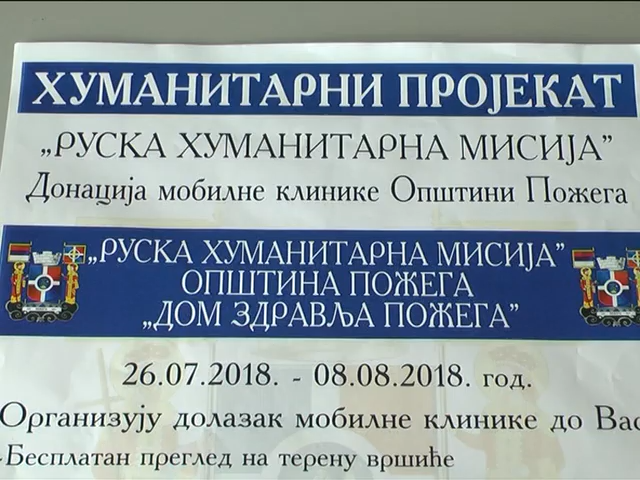 ХУМАНИТАРНИ ПРОЈЕКАТ
„РУСКА ХУМАНИТАРНА МИСИЈА”
Донација мобилне клинике Општини Пожега
„РУСКА ХУМАНИТАРНА МИСИЈА”
ОПШТИНА ПОЖЕГА
„ДОМ ЗДРАВЉА ПОЖЕГА”
26.07.2018. - 08.08.2018. год.
Организују долазак мобилне клинике до Вас
-Бесплатан преглед на терену вршиће